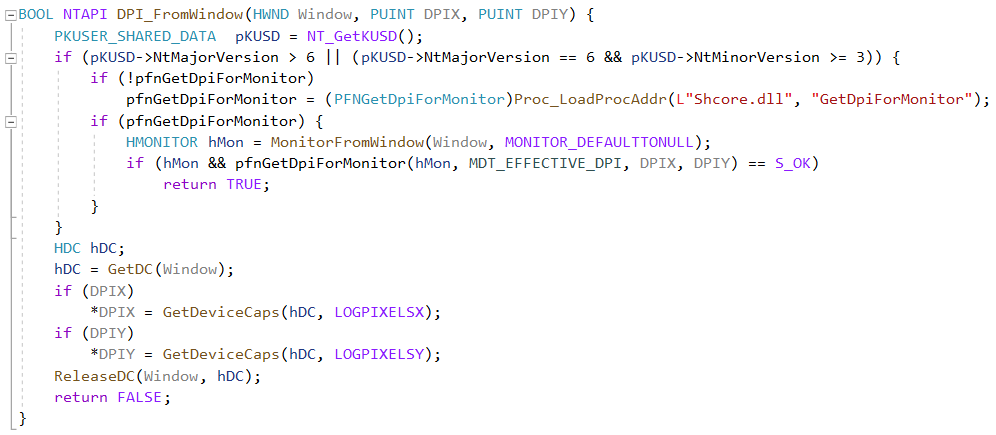 BOOL NTAPI DPI_FromWindow(HWND Window, PUINT DPIX, PUINT DPIY) {
    PKUSER_SHARED_DATA  pKUSD = NT_GetKUSD();
    if (pKUSD->NtMajorVersion > 6 || (pKUSD->NtMajorVersion == 6 && pKUSD->NtMinorVersion >= 3)) {
        if (!pfnGetDpiForMonitor)
            pfnGetDpiForMonitor = (PFNGetDpiForMonitor)Proc_LoadProcAddr(L"Shcore.dll", "GetDpiForMonitor");
        if (pfnGetDpiForMonitor) {
            HMONITOR hMon = MonitorFromWindow(Window, MONITOR_DEFAULTTONULL);
            if (hMon && pfnGetDpiForMonitor(hMon, MDT_EFFECTIVE_DPI, DPIX, DPIY) == S_OK)
                return TRUE;
        }
    }
    HDC hDC;
    hDC = GetDC(Window);
    if (DPIX)
        *DPIX = GetDeviceCaps(hDC, LOGPIXELSX);
    if (DPIY)
        *DPIY = GetDeviceCaps(hDC, LOGPIXELSY);
    ReleaseDC(Window, hDC);
    return FALSE;
}